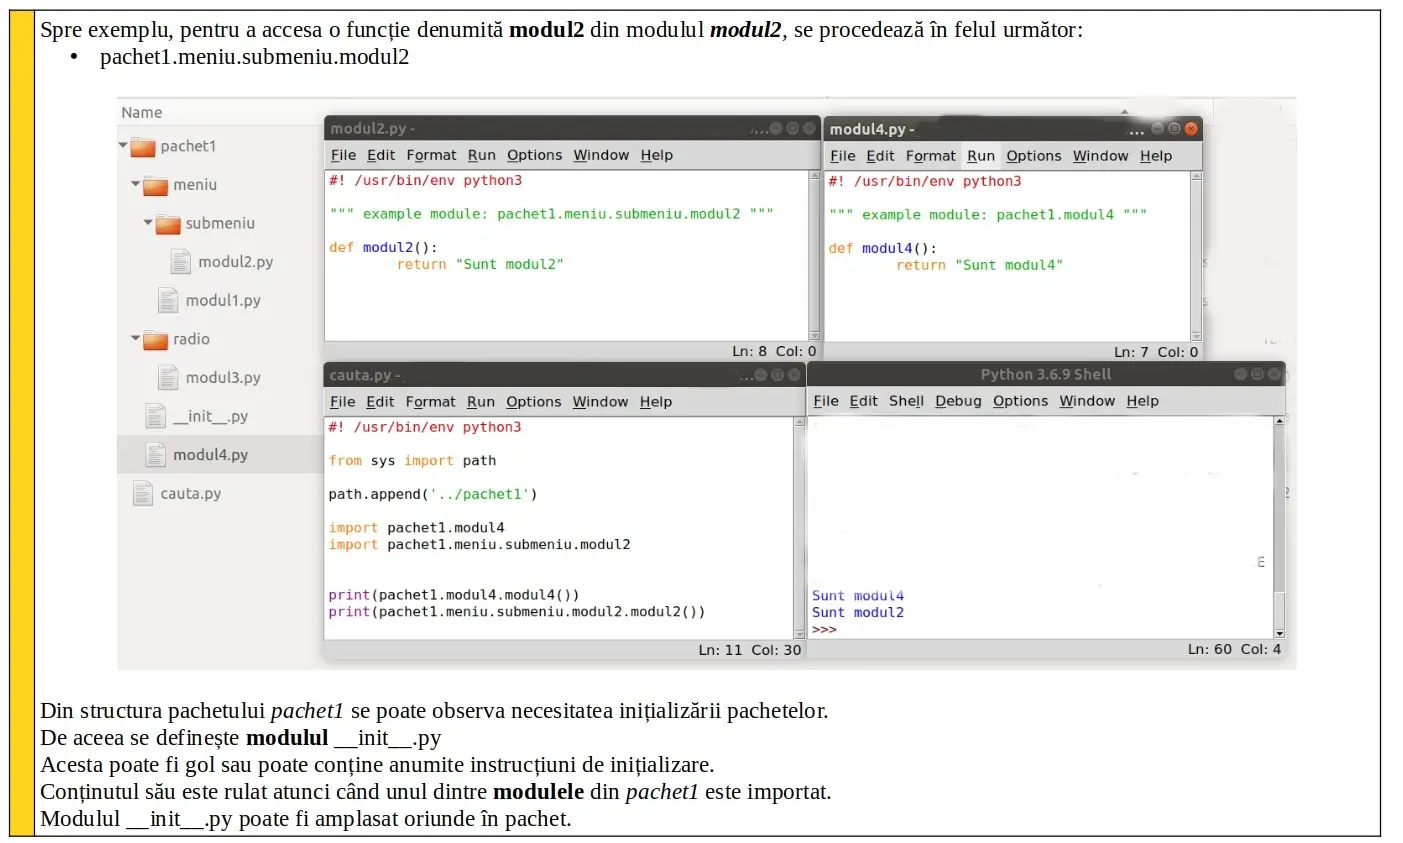 Spre exemplu, pentru a accesa o funcție denumită modul2 din modulul modul2, se procedează în felul următor:
• pachet1.meniu.submeniu.modul2
Name
pachet1
meniu
submeniu
modul2.py
modul1.py
radio
modul3.py
__init__.py
modul4.py
cauta.py
modul2.py -
...
File Edit Format Run Options Window Help
#! /usr/bin/env python3
""" example module: pachet1.meniu.submeniu.modul2 """
def modul2():
return "Sunt modul2"
Ln: 8 Col: 0
modul4.py -
...
File Edit Format Run Options Window Help
#! /usr/bin/env python3
""" example module: pachet1.modul4 """
def modul4():
return "Sunt modul4"
Ln: 7 Col: 0
cauta.py -
...
File Edit Format Run Options Window Help
#! /usr/bin/env python3
from sys import path
path.append('../pachet1')
import pachet1.modul4
import pachet1.meniu.submeniu.modul2
print(pachet1.modul4.modul4())
print(pachet1.meniu.submeniu.modul2.modul2())
Ln: 11 Col: 30
Python 3.6.9 Shell
File Edit Shell Debug Options Window Help
Sunt modul4
Sunt modul2
>>>
Ln: 60 Col: 4
Din structura pachetului pachet1 se poate observa necesitatea inițializării pachetelor.
De aceea se definește modulul __init__.py
Acesta poate fi gol sau poate conține anumite instrucțiuni de inițializare.
Conținutul său este rulat atunci când unul dintre modulele din pachet1 este importat.
Modulul __init__.py poate fi amplasat oriunde în pachet.